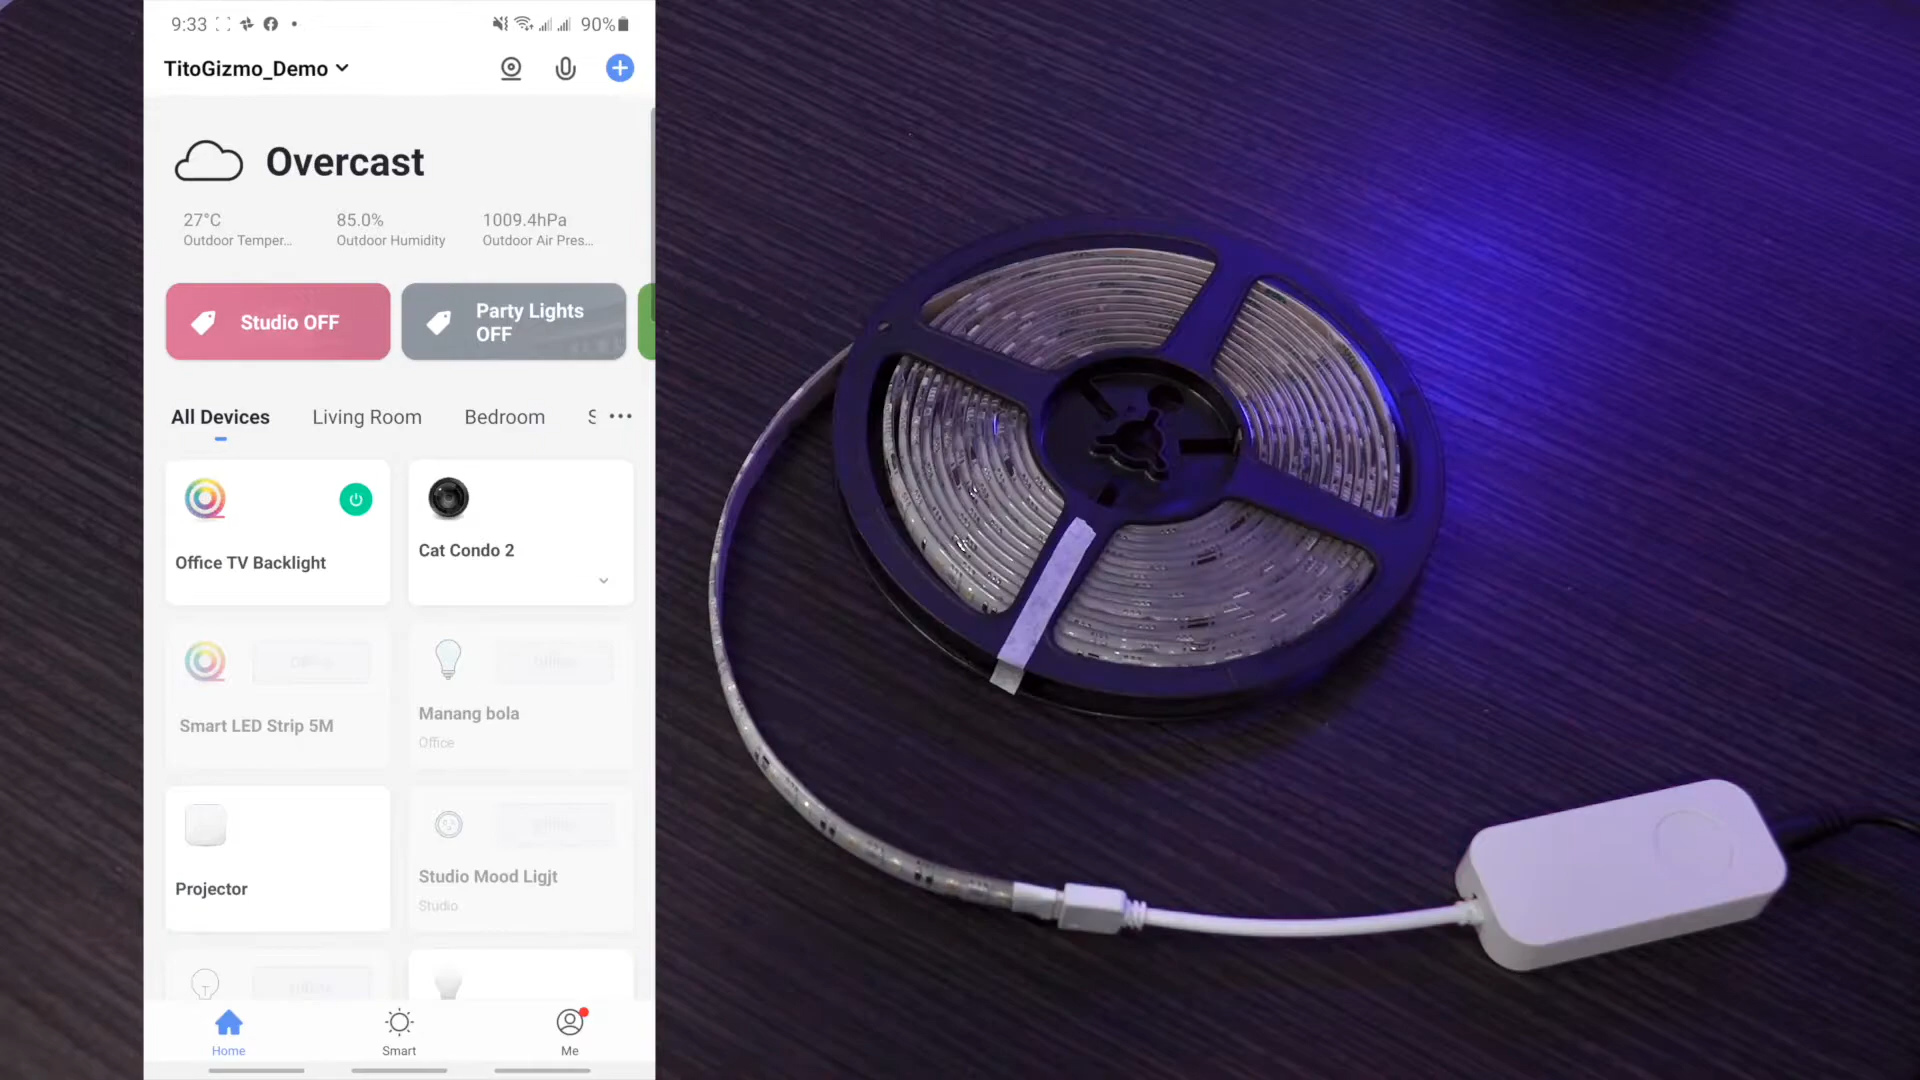 9:33
90%
TitoGizmo_Demo
Overcast
27°C
85.0%
1009.4hPa
Outdoor Temper...
Outdoor Humidity
Outdoor Air Pres...
Studio OFF
Party Lights
OFF
All Devices
Living Room
Bedroom
S
Office TV Backlight
Cat Condo 2
Smart LED Strip 5M
Manang bola
Office
Projector
Studio Mood Ligjt
Studio
Home
Smart
Me